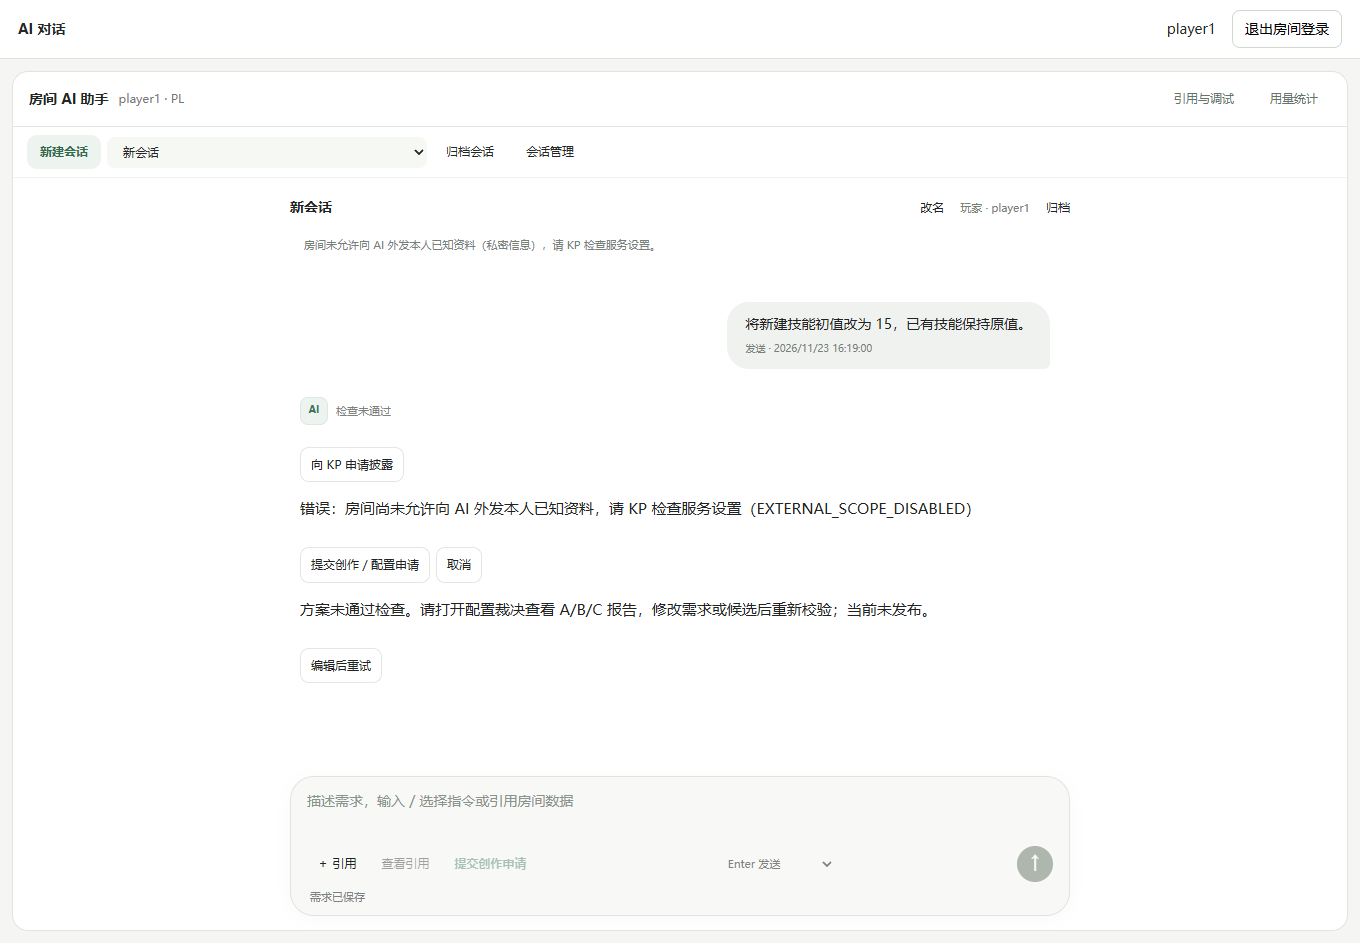 AI 对话
player1
退出房间登录
房间 AI 助手
player1 · PL
引用与调试
用量统计
新建会话
新会话
归档会话
会话管理
新会话
改名
玩家 · player1
归档
房间未允许向 AI 外发本人已知资料（私密信息），请 KP 检查服务设置。
将新建技能初值改为 15，已有技能保持原值。
发送 · 2026/11/23 16:19:00
AI
检查未通过
向 KP 申请披露
错误：房间尚未允许向 AI 外发本人已知资料，请 KP 检查服务设置（EXTERNAL_SCOPE_DISABLED）
提交创作 / 配置申请
取消
方案未通过检查。请打开配置裁决查看 A/B/C 报告，修改需求或候选后重新校验；当前未发布。
编辑后重试
描述需求，输入 / 选择指令或引用房间数据
+ 引用
查看引用
提交创作申请
Enter 发送
↑
需求已保存